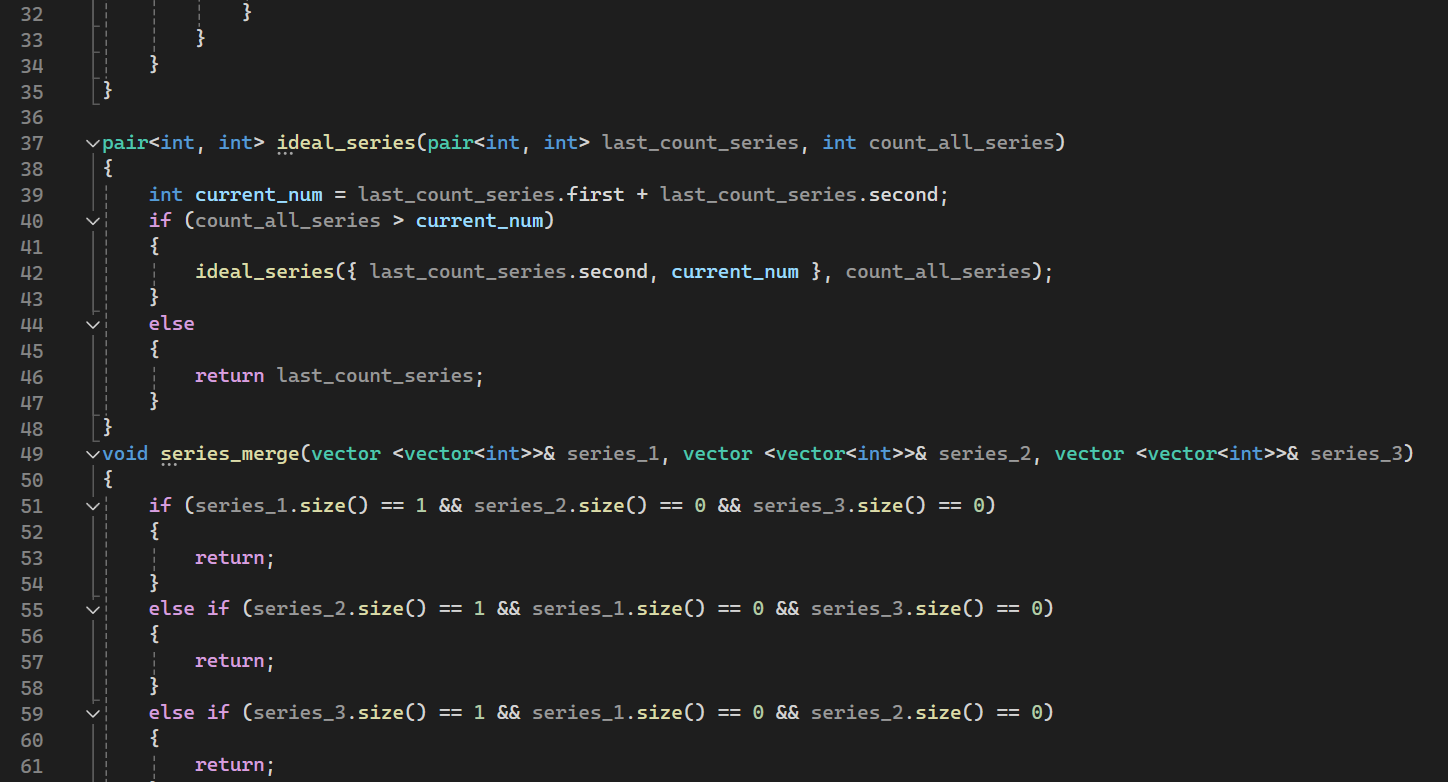 32 }
33 }
34 }
35 }
36
37 pair<int, int> ideal_series(pair<int, int> last_count_series, int count_all_series)
38 {
39 int current_num = last_count_series.first + last_count_series.second;
40 if (count_all_series > current_num)
41 {
42 ideal_series({ last_count_series.second, current_num }, count_all_series);
43 }
44 else
45 {
46 return last_count_series;
47 }
48 }
49 void series_merge(vector <vector<int>>& series_1, vector <vector<int>>& series_2, vector <vector<int>>& series_3)
50 {
51 if (series_1.size() == 1 && series_2.size() == 0 && series_3.size() == 0)
52 {
53 return;
54 }
55 else if (series_2.size() == 1 && series_1.size() == 0 && series_3.size() == 0)
56 {
57 return;
58 }
59 else if (series_3.size() == 1 && series_1.size() == 0 && series_2.size() == 0)
60 {
61 return;